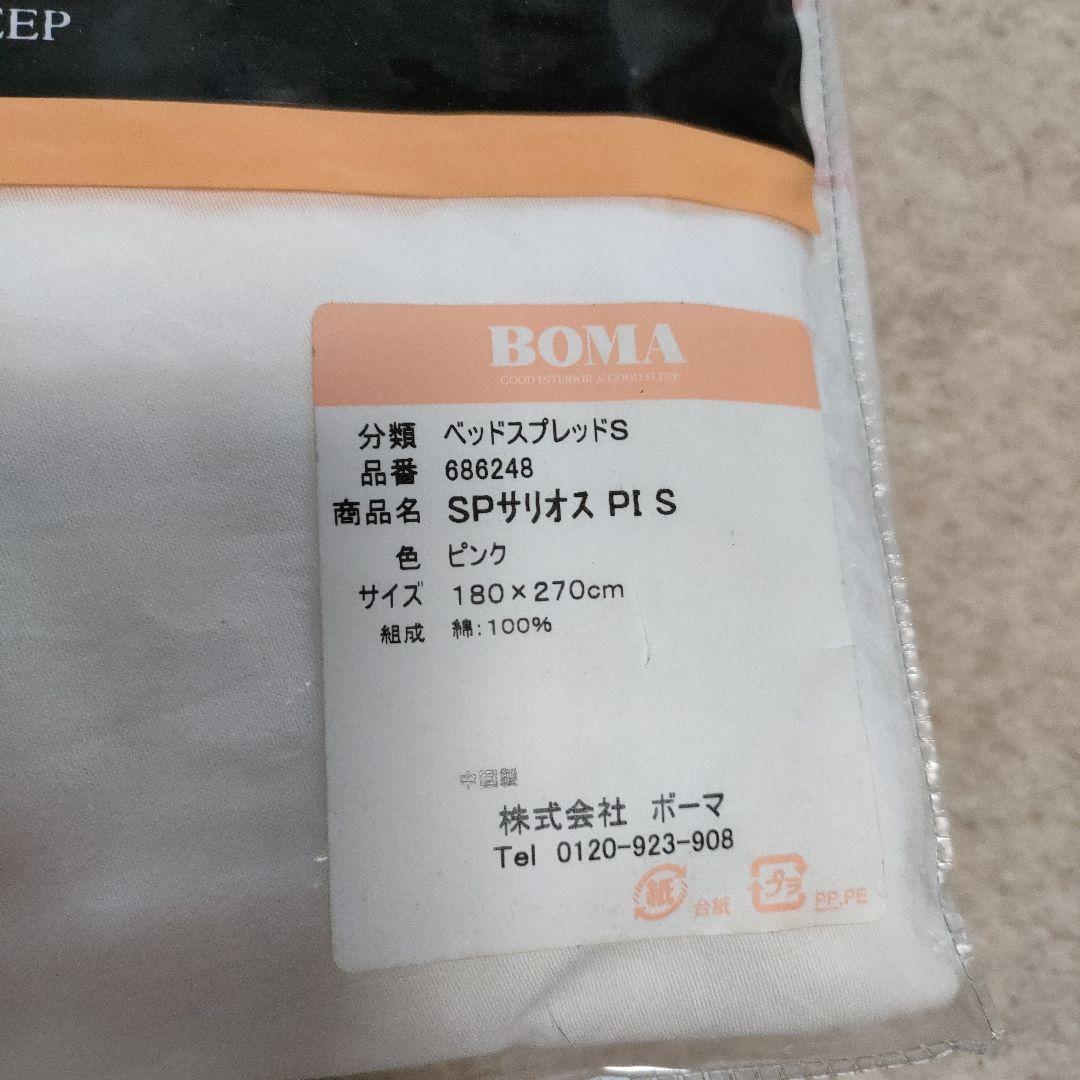 EEP
BOMA
GOOD INTERIOR & GOOD SLEEP
分類 ベッドスプレッドS
品番 686248
商品名 SPサリオス PI S
色 ピンク
サイズ 180×270cm
組成 綿:100%
中国製
株式会社 ボーマ
Tel 0120-923-908
紙 台紙 プラ PP,PE